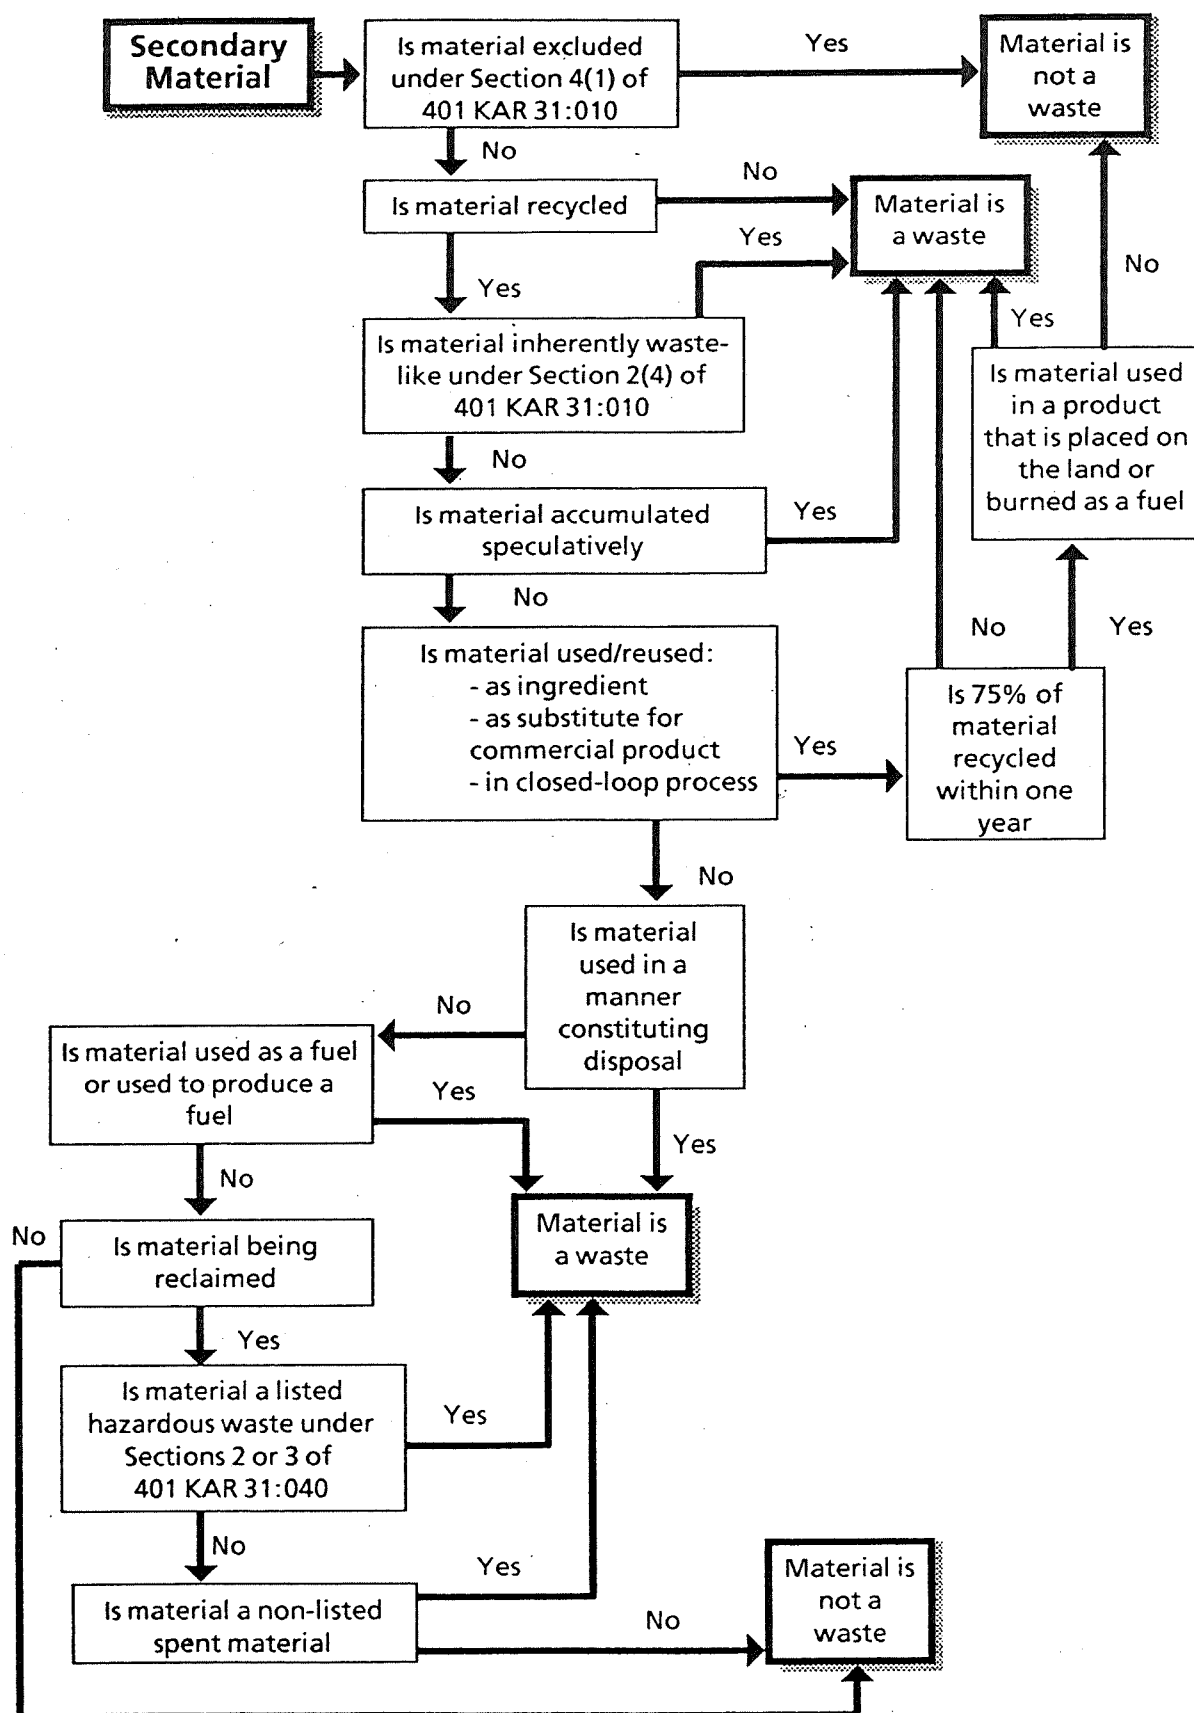 Secondary
Material
Is material excluded
under Section 4(1) of
401 KAR 31:010
Yes
Material is
not a
waste
No
Is material recycled
No
Material is
a waste
Yes
Yes
No
Is material inherently waste-
like under Section 2(4) of
401 KAR 31:010
Yes
Is material used
in a product
that is placed on
the land or
burned as a fuel
No
Is material accumulated
speculatively
Yes
No
No
Yes
Is material used/reused:
- as ingredient
- as substitute for
commercial product
- in closed-loop process
Yes
Is 75% of
material
recycled
within one
year
No
Is material
used in a
manner
constituting
disposal
No
Is material used as a fuel
or used to produce a
fuel
Yes
Yes
No
Material is
a waste
No
Is material being
reclaimed
Yes
Is material a listed
hazardous waste under
Sections 2 or 3 of
401 KAR 31:040
Yes
No
Is material a non-listed
spent material
Yes
No
Material is
not a
waste